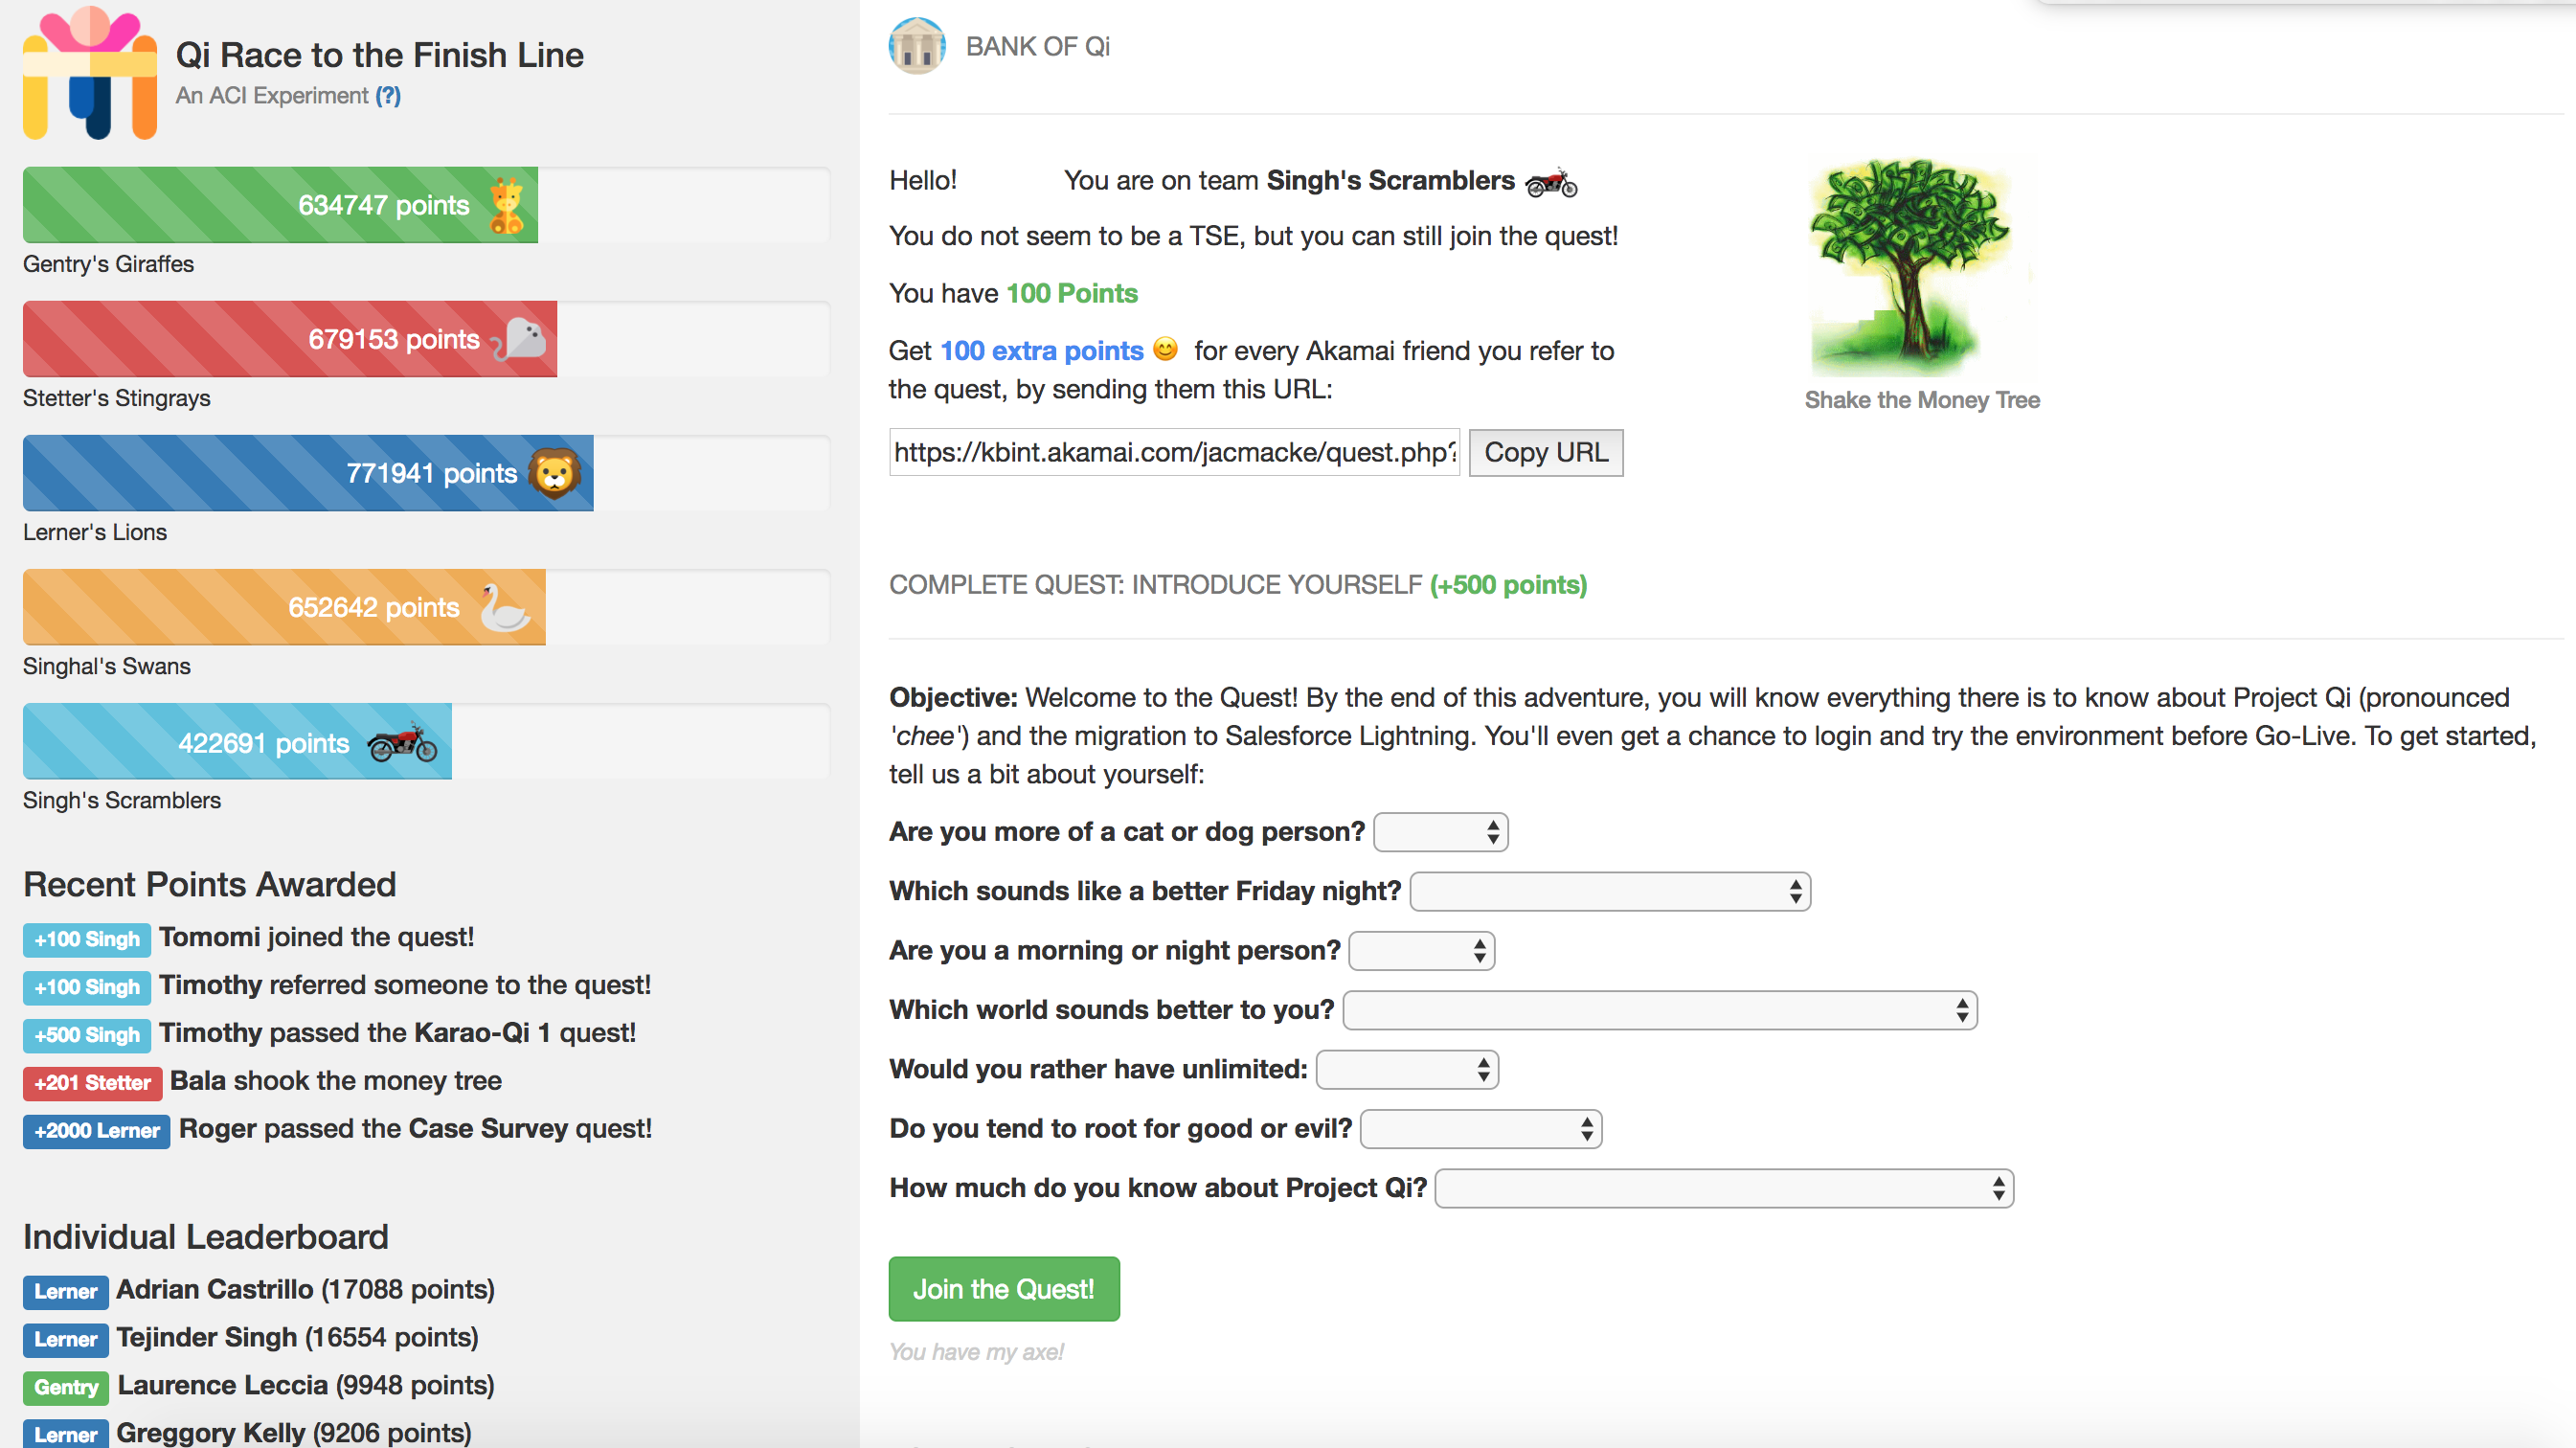 Qi Race to the Finish Line
An ACI Experiment (?)
634747 points
Gentry's Giraffes
679153 points
Stetter's Stingrays
771941 points
Lerner's Lions
652642 points
Singhal's Swans
422691 points
Singh's Scramblers
Recent Points Awarded
+100 Singh Tomomi joined the quest!
+100 Singh Timothy referred someone to the quest!
+500 Singh Timothy passed the Karao-Qi 1 quest!
+201 Stetter Bala shook the money tree
+2000 Lerner Roger passed the Case Survey quest!
Individual Leaderboard
Lerner Adrian Castrillo (17088 points)
Lerner Tejinder Singh (16554 points)
Gentry Laurence Leccia (9948 points)
Lerner Greggory Kelly (9206 points)
BANK OF Qi
Hello! You are on team Singh's Scramblers
You do not seem to be a TSE, but you can still join the quest!
You have 100 Points
Get 100 extra points 😊 for every Akamai friend you refer to
the quest, by sending them this URL:
https://kbint.akamai.com/jacmacke/quest.php?
Copy URL
Shake the Money Tree
COMPLETE QUEST: INTRODUCE YOURSELF (+500 points)
Objective: Welcome to the Quest! By the end of this adventure, you will know everything there is to know about Project Qi (pronounced
'chee') and the migration to Salesforce Lightning. You'll even get a chance to login and try the environment before Go-Live. To get started,
tell us a bit about yourself:
Are you more of a cat or dog person?
Which sounds like a better Friday night?
Are you a morning or night person?
Which world sounds better to you?
Would you rather have unlimited:
Do you tend to root for good or evil?
How much do you know about Project Qi?
Join the Quest!
You have my axe!